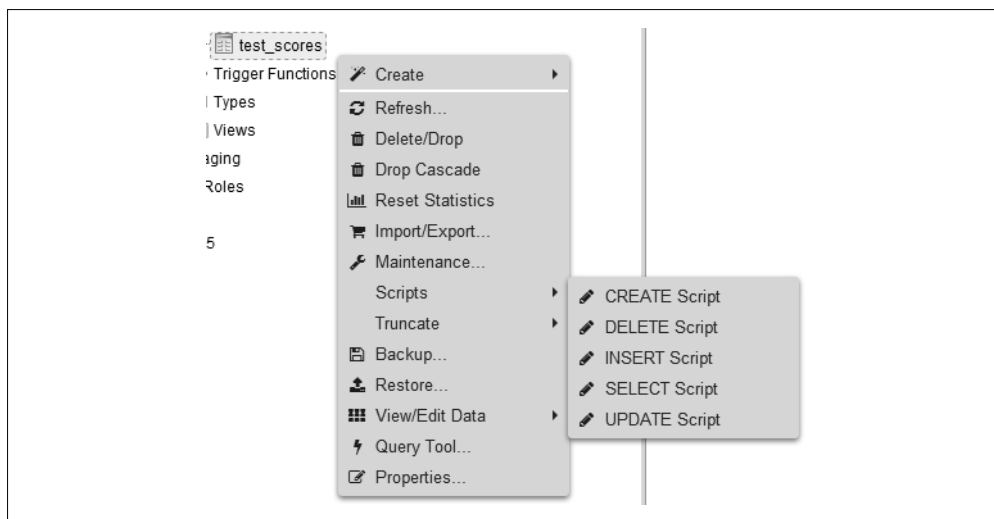 test_scores
Trigger Functions
Types
Views
aging
Roles
5
Create
Refresh...
Delete/Drop
Drop Cascade
Reset Statistics
Import/Export...
Maintenance...
Scripts
Truncate
Backup...
Restore...
View/Edit Data
Query Tool...
Properties...
CREATE Script
DELETE Script
INSERT Script
SELECT Script
UPDATE Script